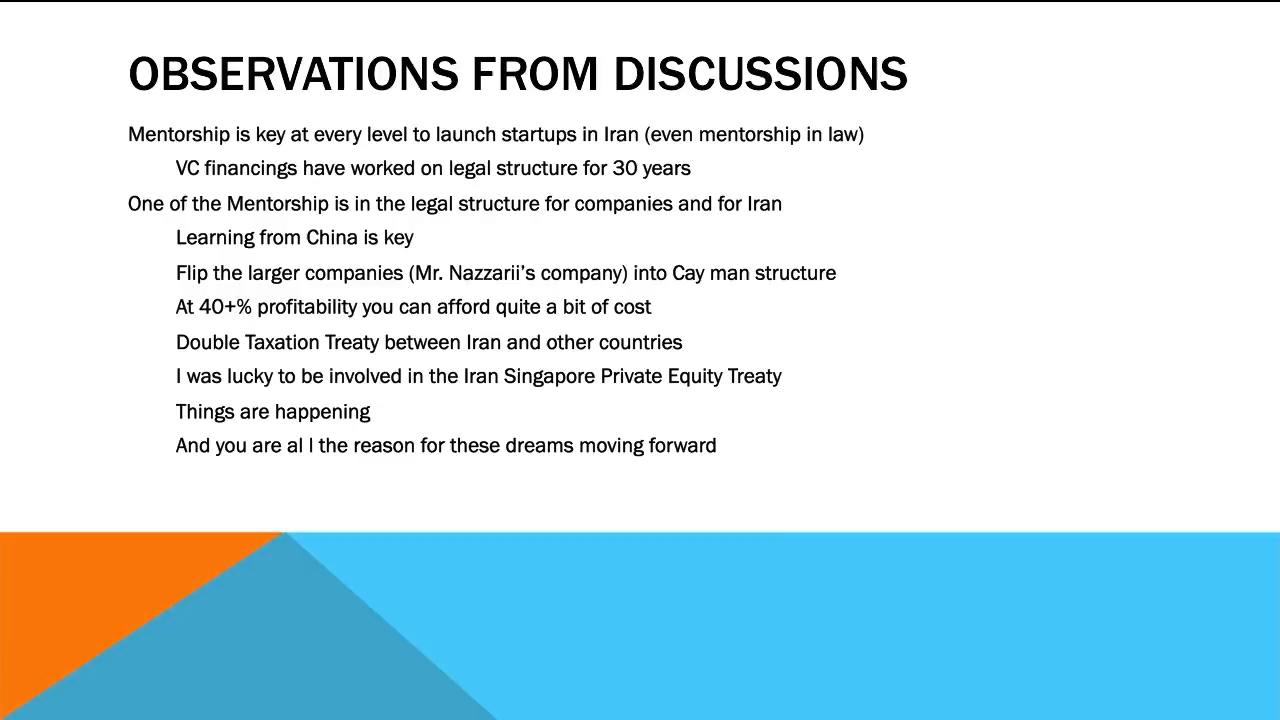 OBSERVATIONS FROM DISCUSSIONS
Mentorship is key at every level to launch startups in Iran (even mentorship in law)
VC financings have worked on legal structure for 30 years
One of the Mentorship is in the legal structure for companies and for Iran
Learning from China is key
Flip the larger companies (Mr. Nazzarii’s company) into Cay man structure
At 40+% profitability you can afford quite a bit of cost
Double Taxation Treaty between Iran and other countries
I was lucky to be involved in the Iran Singapore Private Equity Treaty
Things are happening
And you are al l the reason for these dreams moving forward